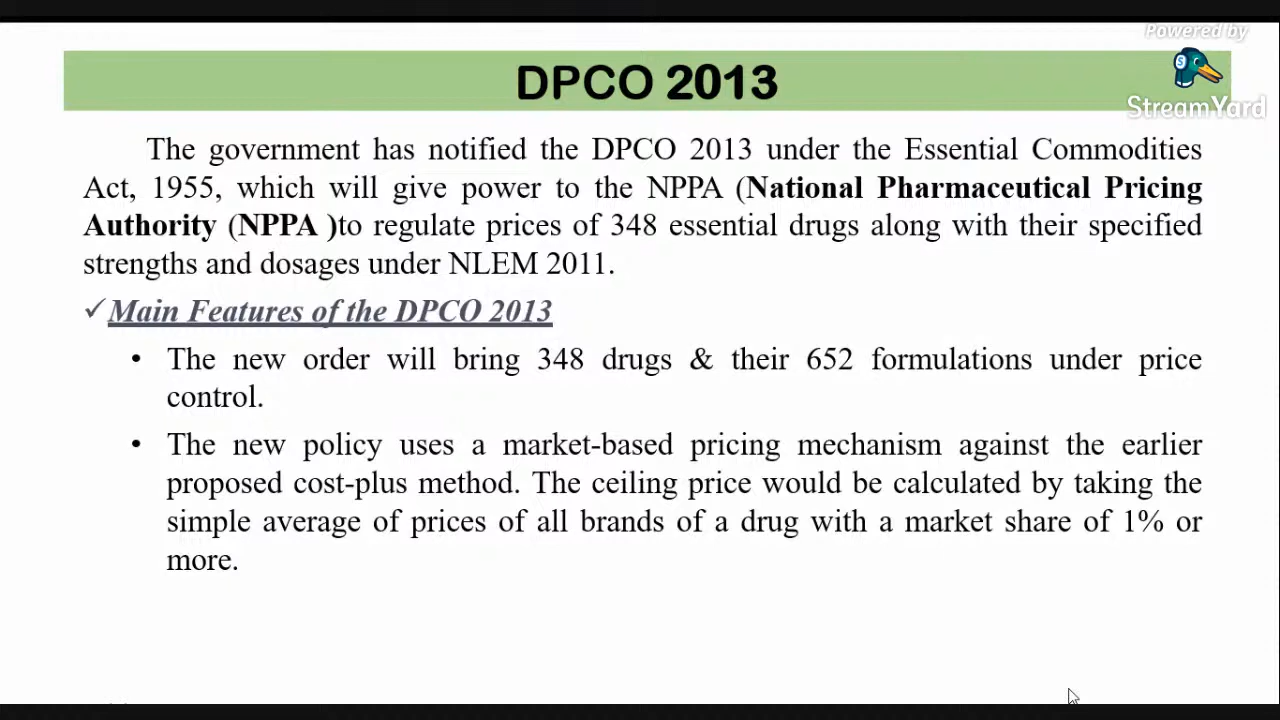 Powered by
StreamYard
DPCO 2013
The government has notified the DPCO 2013 under the Essential Commodities
Act, 1955, which will give power to the NPPA (National Pharmaceutical Pricing
Authority (NPPA )to regulate prices of 348 essential drugs along with their specified
strengths and dosages under NLEM 2011.
✓Main Features of the DPCO 2013
• The new order will bring 348 drugs & their 652 formulations under price
control.
• The new policy uses a market-based pricing mechanism against the earlier
proposed cost-plus method. The ceiling price would be calculated by taking the
simple average of prices of all brands of a drug with a market share of 1% or
more.